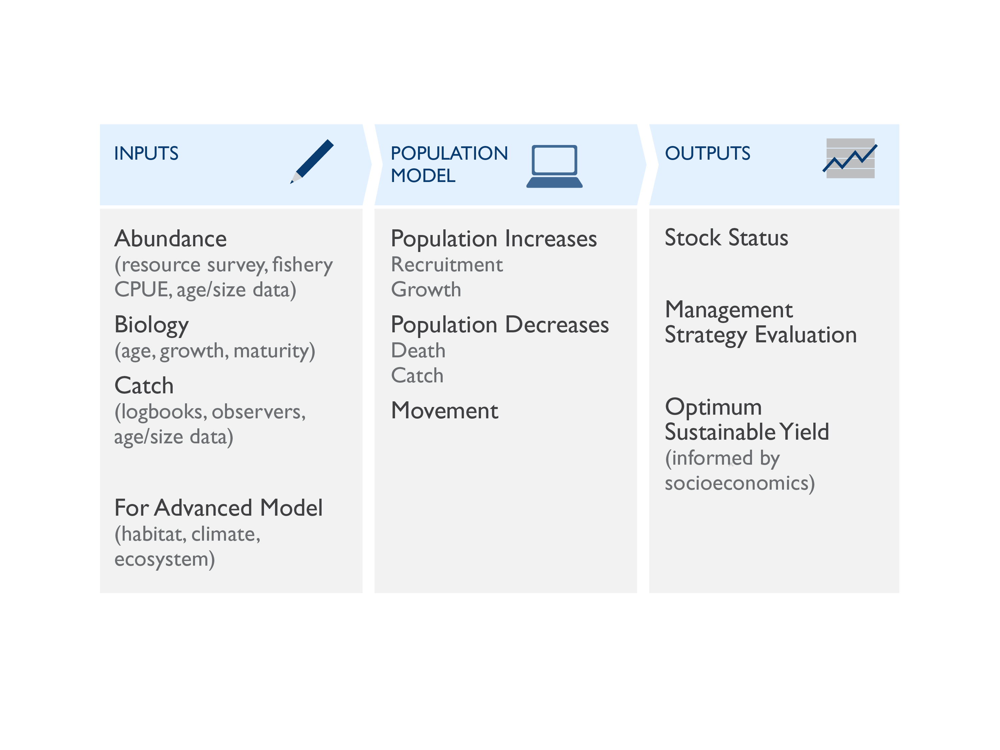 INPUTS
Abundance
(resource survey, fishery
CPUE, age/size data)
Biology
(age, growth, maturity)
Catch
(logbooks, observers,
age/size data)
For Advanced Model
(habitat, climate,
ecosystem)
POPULATION
MODEL
Population Increases
Recruitment
Growth
Population Decreases
Death
Catch
Movement
OUTPUTS
Stock Status
Management
Strategy Evaluation
Optimum
Sustainable Yield
(informed by
socioeconomics)